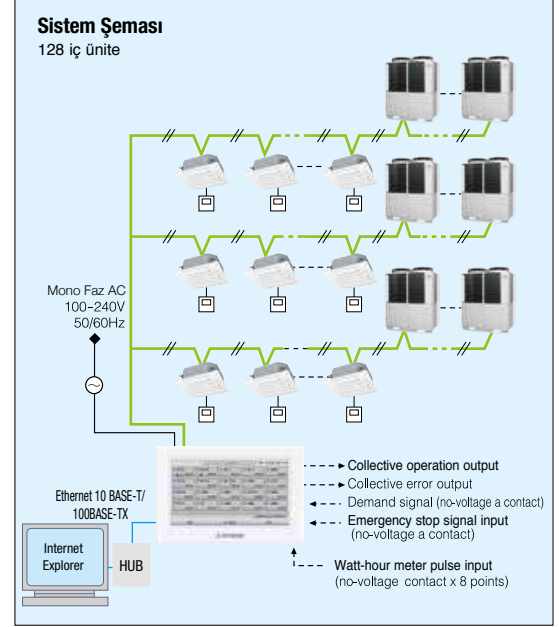 Sistem Şeması
128 iç ünite
Mono Faz AC
100-240V
50/60Hz
Ethernet 10 BASE-T/
100BASE-TX
Internet
Explorer
HUB
Collective operation output
Collective error output
Demand signal (no-voltage a contact)
Emergency stop signal input
(no-voltage a contact)
Watt-hour meter pulse input
(no-voltage contact x 8 points)